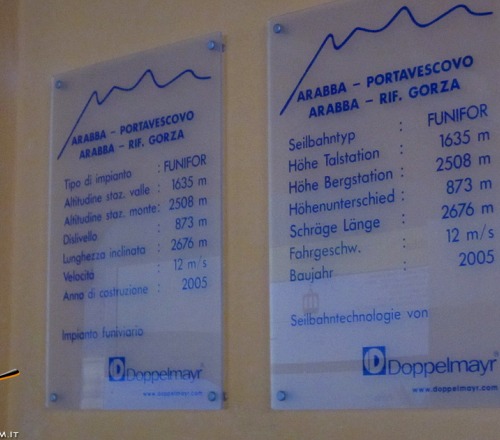 ARABBA – PORTAVESCOVO
ARABBA – RIF. GORZA
Tipo di impianto : FUNIFOR
Altitudine staz. valle : 1635 m
Altitudine staz. monte: 2508 m
Dislivello : 873 m
Lunghezza inclinata : 2676 m
Velocità : 12 m/s
Anno di costruzione : 2005
Impianto funiviario
Doppelmayr
www.doppelmayr.com
ARABBA – PORTAVESCOVO
ARABBA – RIF. GORZA
Seilbahntyp : FUNIFOR
Höhe Talstation : 1635 m
Höhe Bergstation : 2508 m
Höhenunterschied : 873 m
Schräge Länge : 2676 m
Fahrgeschw. : 12 m/s
Baujahr : 2005
Seilbahntechnologie von
Doppelmayr
www.doppelmayr.com